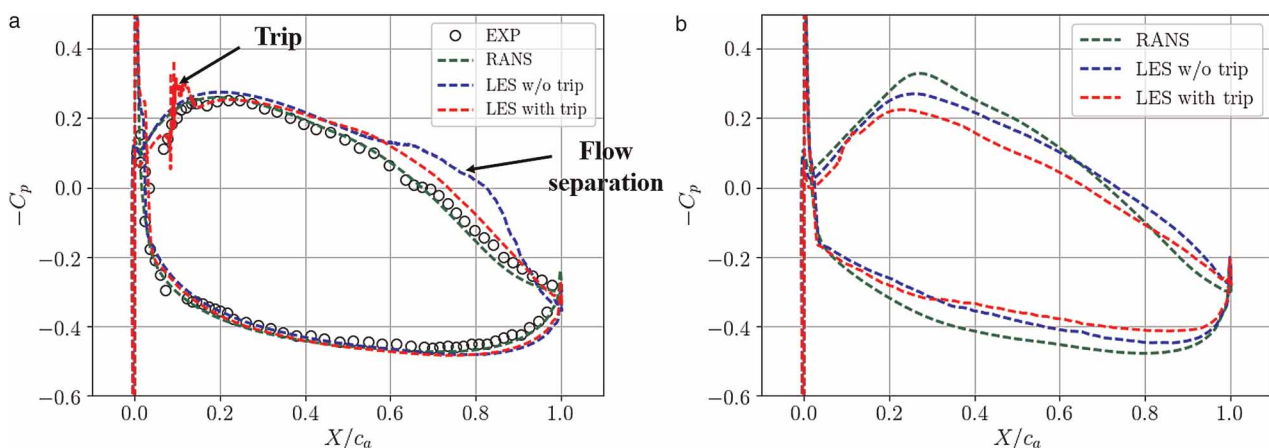 a
Trip
EXP
RANS
LES w/o trip
LES with trip
Flow
separation
0.4
0.2
0.0
−0.2
−0.4
−0.6
−C_p
0.0 0.2 0.4 0.6 0.8 1.0
X/c_a
b
RANS
LES w/o trip
LES with trip
0.4
0.2
0.0
−0.2
−0.4
−0.6
−C_p
0.0 0.2 0.4 0.6 0.8 1.0
X/c_a